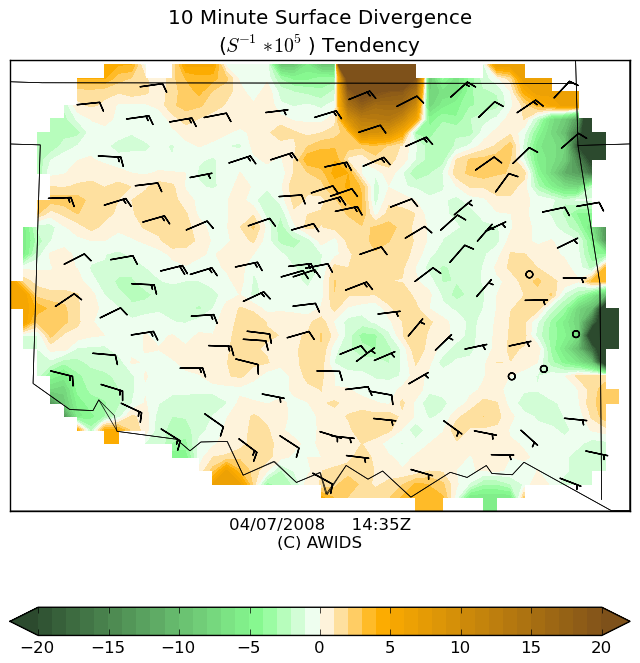 10 Minute Surface Divergence
(S⁻¹ *10⁵ ) Tendency
04/07/2008 14:35Z
(C) AWIDS
−20 −15 −10 −5 0 5 10 15 20